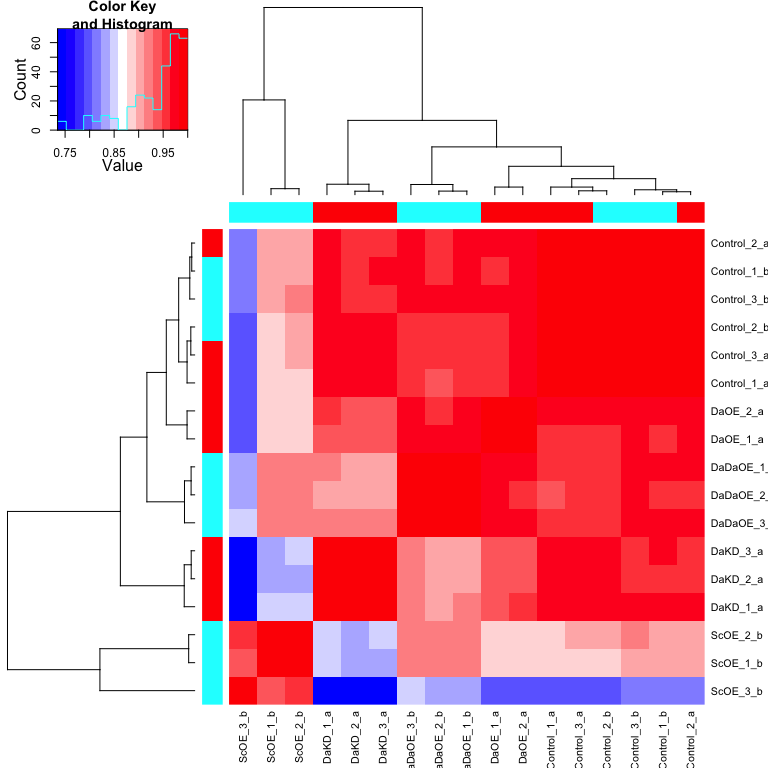 Color Key
and Histogram
Count
0 20 40 60
0.75 0.85 0.95
Value
Control_2_a
Control_1_b
Control_3_b
Control_2_b
Control_3_a
Control_1_a
DaOE_2_a
DaOE_1_a
DaDaOE_1_
DaDaOE_2_
DaDaOE_3_
DaKD_3_a
DaKD_2_a
DaKD_1_a
ScOE_2_b
ScOE_1_b
ScOE_3_b
ScOE_3_b
ScOE_1_b
ScOE_2_b
DaKD_1_a
DaKD_2_a
DaKD_3_a
aDaOE_3_b
aDaOE_2_b
aDaOE_1_b
DaOE_1_a
DaOE_2_a
Control_1_a
Control_3_a
Control_2_b
Control_3_b
Control_1_b
Control_2_a